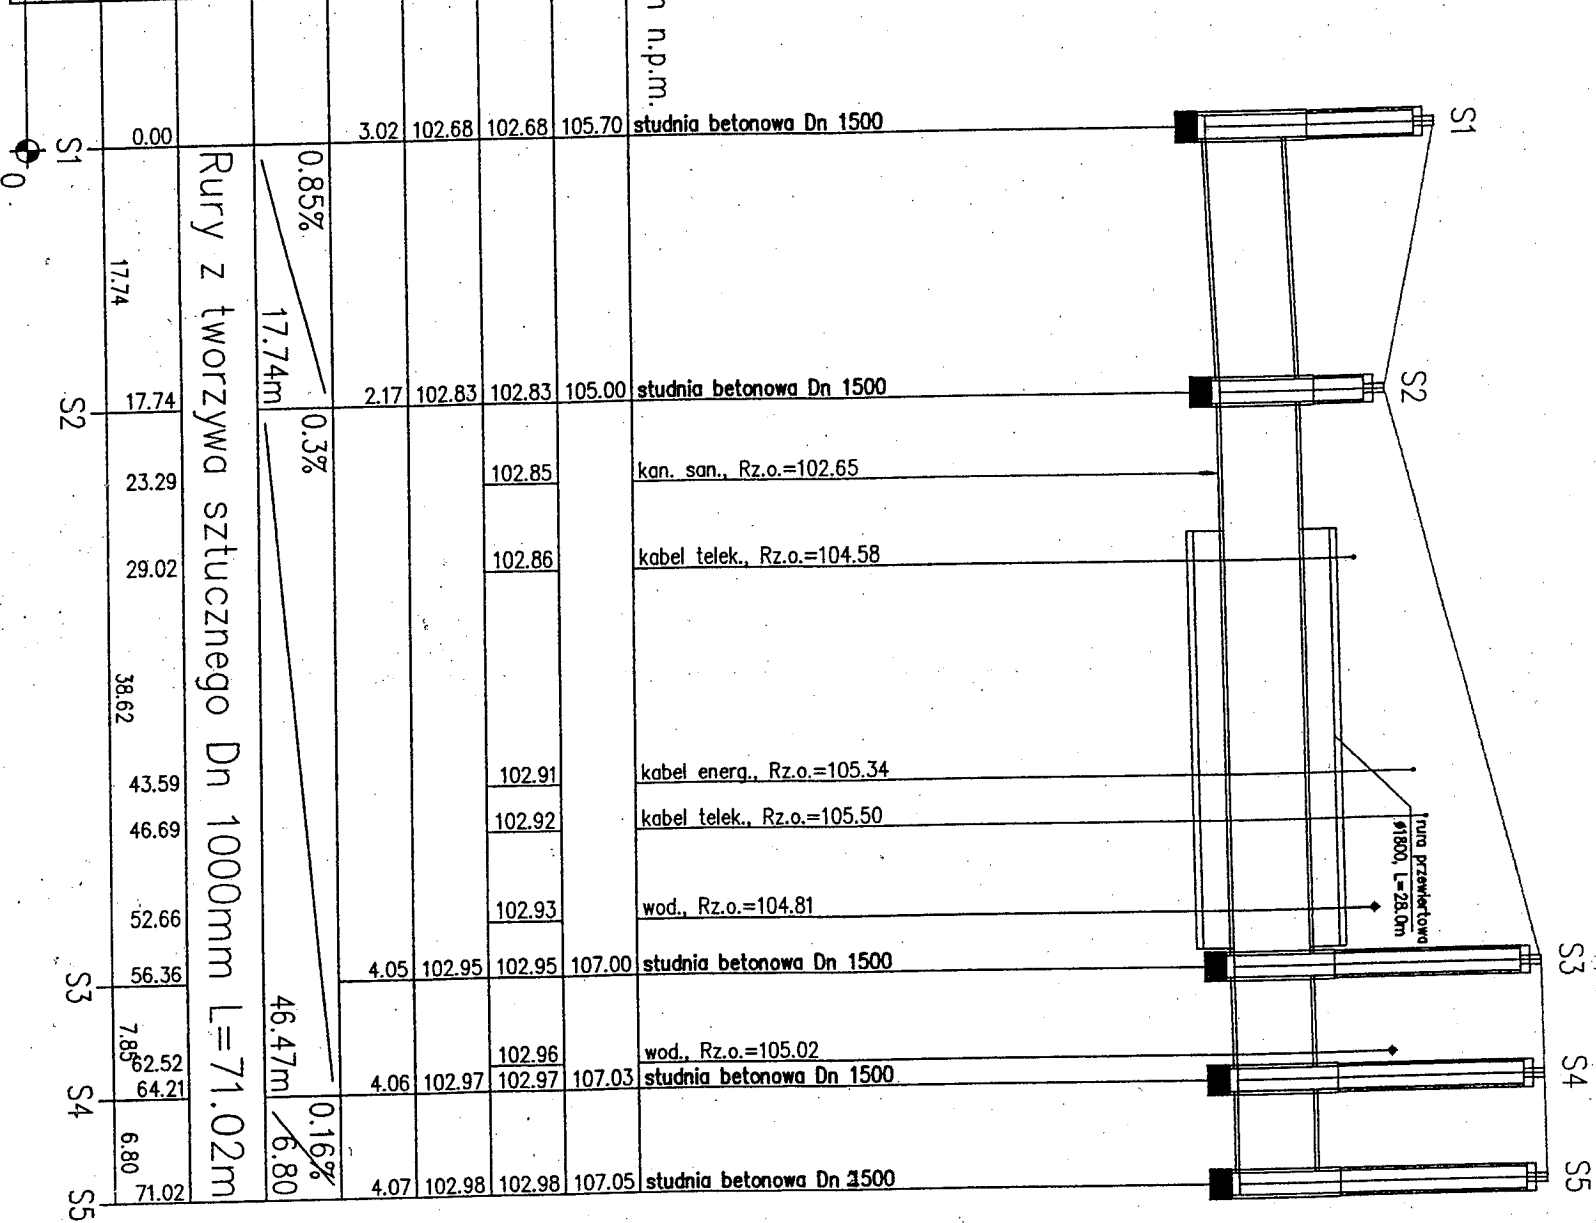 n n.p.m.
S1
0.00
3.02 102.68 102.68 105.70 studnia betonowa Dn 1500
S1
0
0.85%
17.74
17.74m
S2
17.74
2.17 102.83 102.83 105.00 studnia betonowa Dn 1500
S2
0.3%
23.29
102.85 kan. san., Rz.o.=102.65
29.02
102.86 kabel telek., Rz.o.=104.58
38.62
43.59
102.91 kabel energ., Rz.o.=105.34
46.69
102.92 kabel telek., Rz.o.=105.50
rura przewiertowa
ø1800, L=28.0m
52.66
102.93 wod., Rz.o.=104.81
S3
56.36
4.05 102.95 102.95 107.00 studnia betonowa Dn 1500
S3
7.85
46.47m
62.52
102.96 wod., Rz.o.=105.02
S4
64.21
4.06 102.97 102.97 107.03 studnia betonowa Dn 1500
S4
0.16%
6.80
6.80
S5
71.02
4.07 102.98 102.98 107.05 studnia betonowa Dn
S5
Rury z tworzywa sztucznego Dn 1000mm L=71.02m